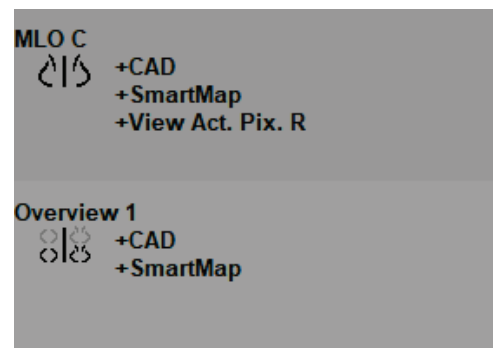 MLO C
+CAD
+SmartMap
+View Act. Pix. R
Overview 1
+CAD
+SmartMap